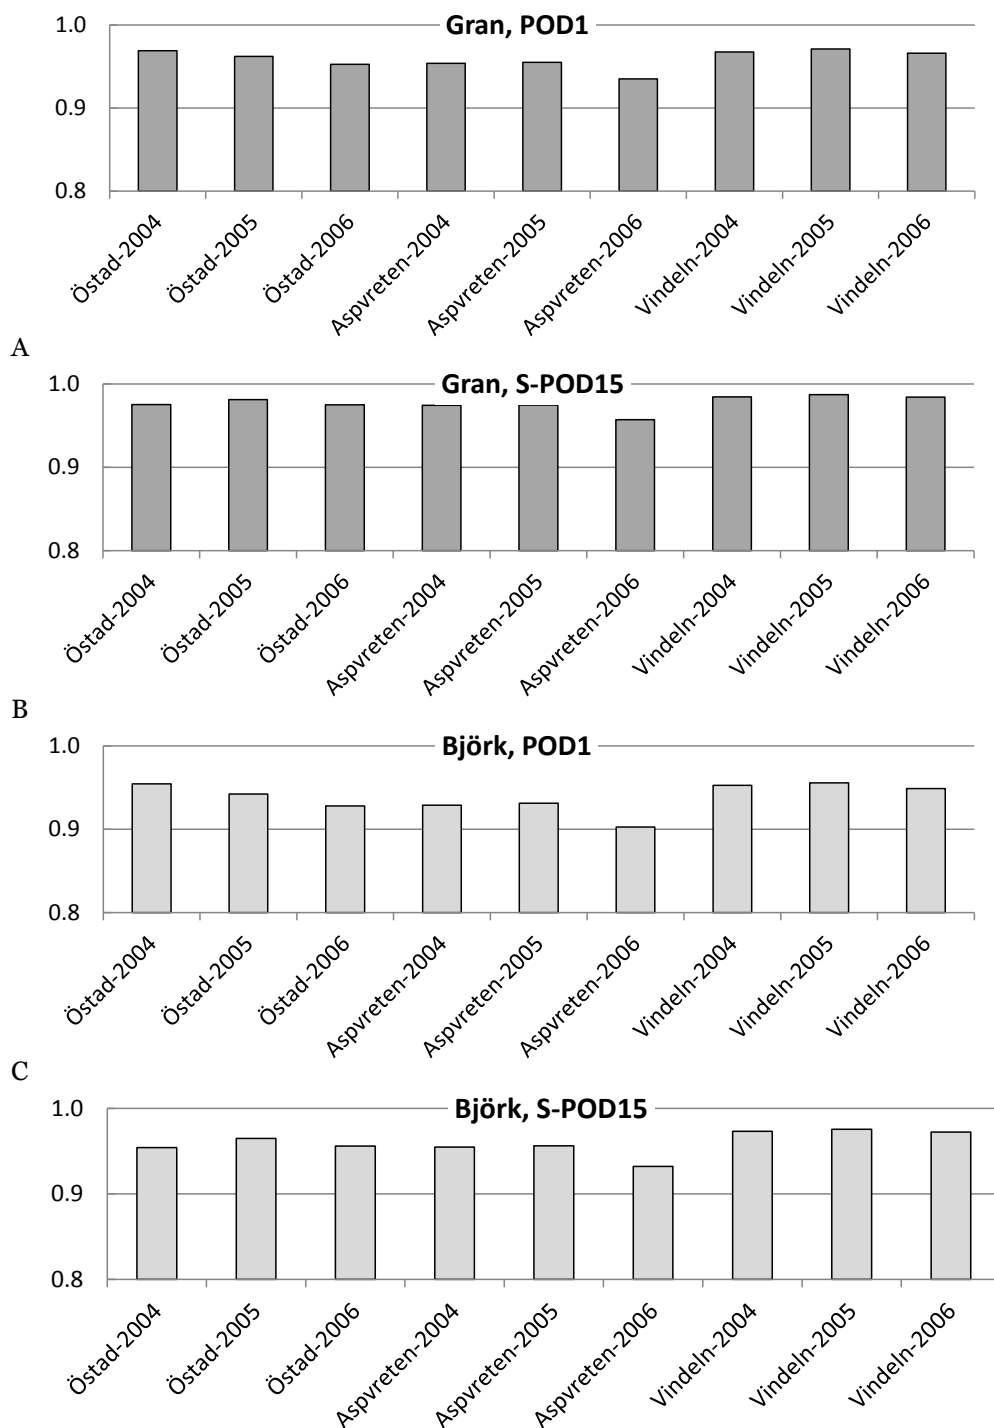 Gran, POD1
1.0
0.9
0.8
Östad-2004
Östad-2005
Östad-2006
Aspvreten-2004
Aspvreten-2005
Aspvreten-2006
Vindeln-2004
Vindeln-2005
Vindeln-2006
A
Gran, S-POD15
1.0
0.9
0.8
Östad-2004
Östad-2005
Östad-2006
Aspvreten-2004
Aspvreten-2005
Aspvreten-2006
Vindeln-2004
Vindeln-2005
Vindeln-2006
B
Björk, POD1
1.0
0.9
0.8
Östad-2004
Östad-2005
Östad-2006
Aspvreten-2004
Aspvreten-2005
Aspvreten-2006
Vindeln-2004
Vindeln-2005
Vindeln-2006
C
Björk, S-POD15
1.0
0.9
0.8
Östad-2004
Östad-2005
Östad-2006
Aspvreten-2004
Aspvreten-2005
Aspvreten-2006
Vindeln-2004
Vindeln-2005
Vindeln-2006